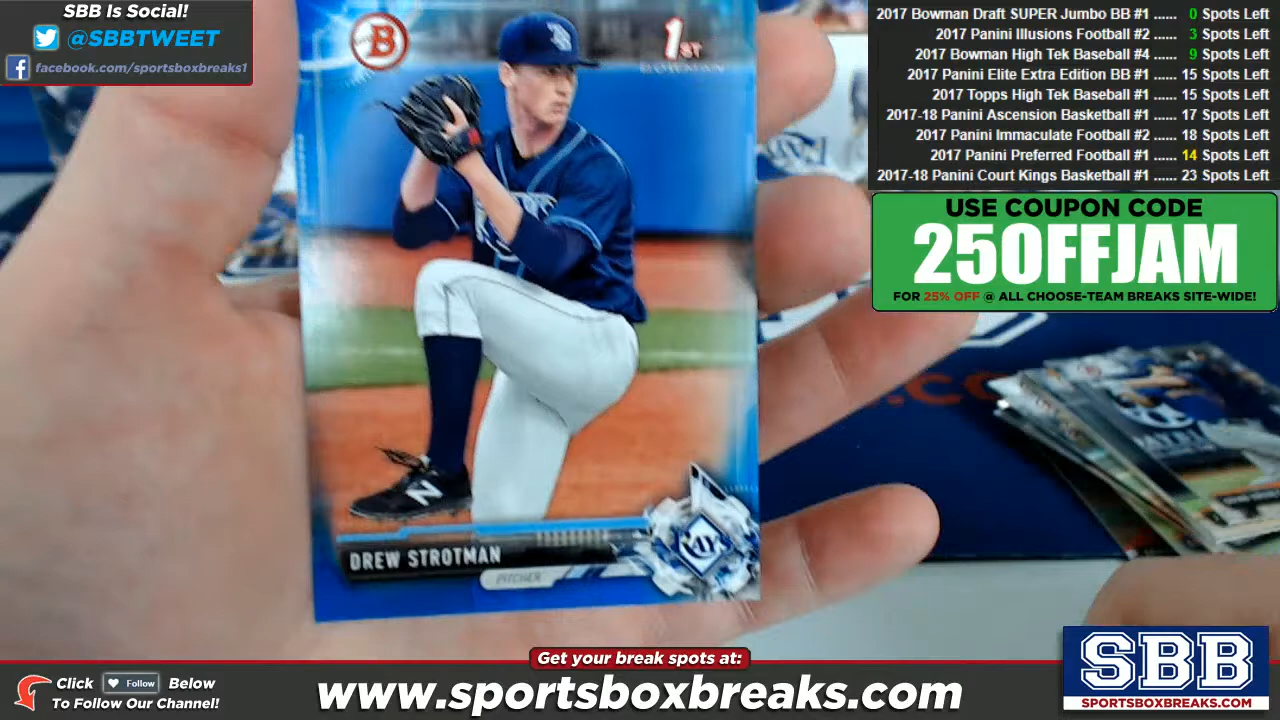 SBB Is Social!
@SBBTWEET
facebook.com/sportsboxbreaks1
2017 Bowman Draft SUPER Jumbo BB #1 ...... 0 Spots Left
2017 Panini Illusions Football #2 ...... 3 Spots Left
2017 Bowman High Tek Baseball #4 ...... 9 Spots Left
2017 Panini Elite Extra Edition BB #1 ...... 15 Spots Left
2017 Topps High Tek Baseball #1 ...... 15 Spots Left
2017-18 Panini Ascension Basketball #1 ...... 17 Spots Left
2017 Panini Immaculate Football #2 ...... 18 Spots Left
2017 Panini Preferred Football #1 ...... 14 Spots Left
2017-18 Panini Court Kings Basketball #1 ...... 23 Spots Left
USE COUPON CODE
25OFFJAM
FOR 25% OFF @ ALL CHOOSE-TEAM BREAKS SITE-WIDE!
B
1ST
BOWMAN
N
DREW STROTMAN
PITCHER
Get your break spots at:
www.sportsboxbreaks.com
Click Follow Below
To Follow Our Channel!
SBB
SPORTSBOXBREAKS.COM